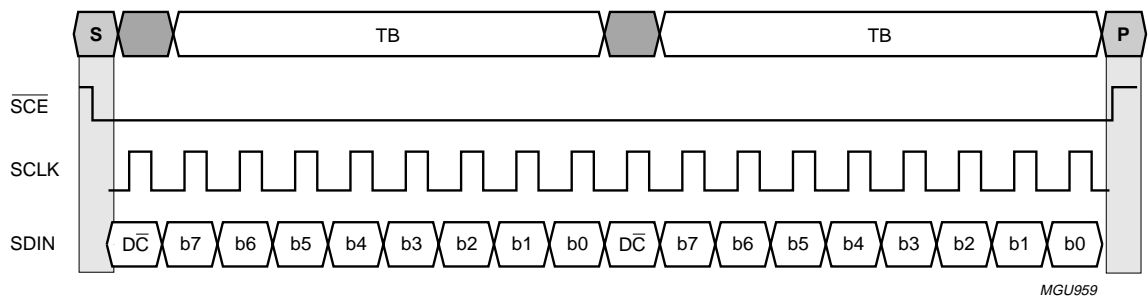 S TB TB P
S̅C̅E̅
SCLK
SDIN DC̅ b7 b6 b5 b4 b3 b2 b1 b0 DC̅ b7 b6 b5 b4 b3 b2 b1 b0
MGU959